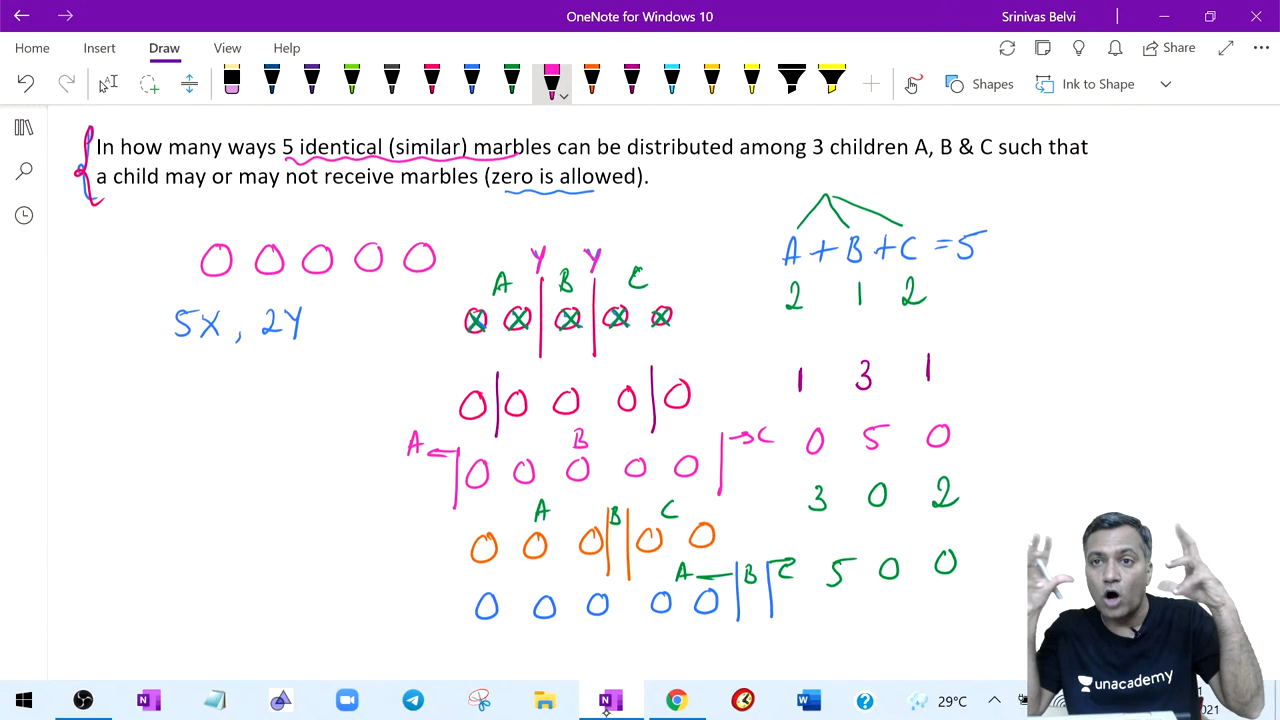 OneNote for Windows 10
Srinivas Belvi
Home Insert Draw View Help
Share
Shapes
Ink to Shape
In how many ways 5 identical (similar) marbles can be distributed among 3 children A, B & C such that
a child may or may not receive marbles (zero is allowed).
A + B + C = 5
O O O O O
Y Y
A B C
2 1 2
5X, 2Y
X X | X | X X
O | O O O | O
1 3 1
A ← B → C
| O O O O O |
0 5 0
A B C
O O O | | O O
3 0 2
A ← B C
O O O O O | |
5 0 0
unacademy
29°C
2021